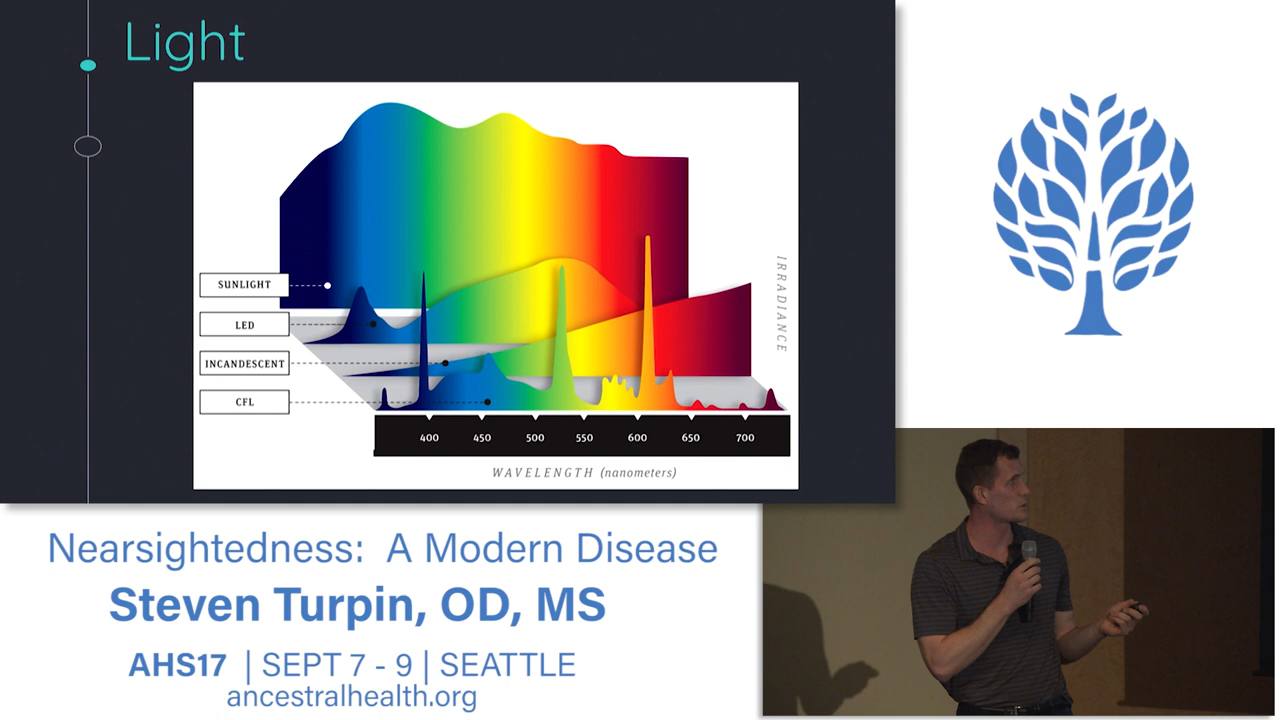 Light
SUNLIGHT
LED
INCANDESCENT
CFL
IRRADIANCE
400 450 500 550 600 650 700
WAVELENGTH (nanometers)
Nearsightedness: A Modern Disease
Steven Turpin, OD, MS
AHS17 | SEPT 7 - 9 | SEATTLE
ancestralhealth.org